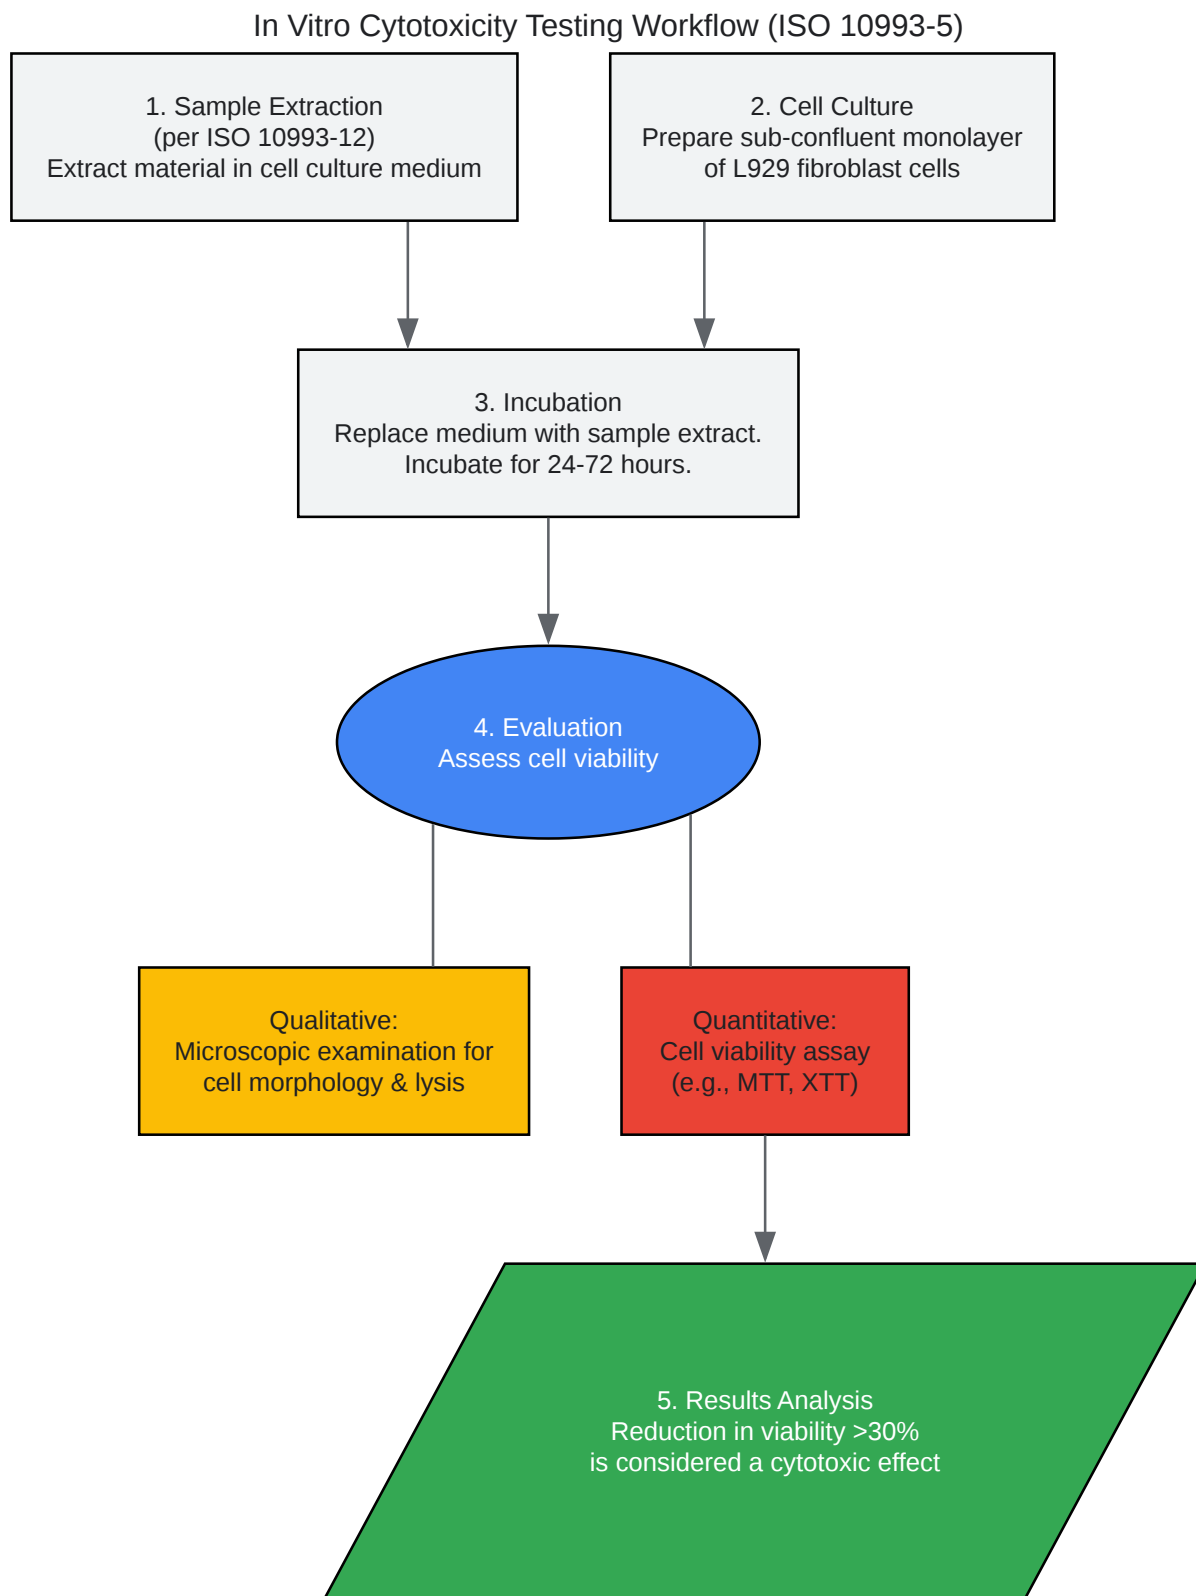 In Vitro Cytotoxicity Testing Workflow (ISO 10993-5)
1. Sample Extraction
(per ISO 10993-12)
Extract material in cell culture medium
2. Cell Culture
Prepare sub-confluent monolayer
of L929 fibroblast cells
3. Incubation
Replace medium with sample extract.
Incubate for 24-72 hours.
4. Evaluation
Assess cell viability
Qualitative:
Microscopic examination for
cell morphology & lysis
Quantitative:
Cell viability assay
(e.g., MTT, XTT)
5. Results Analysis
Reduction in viability >30%
is considered a cytotoxic effect